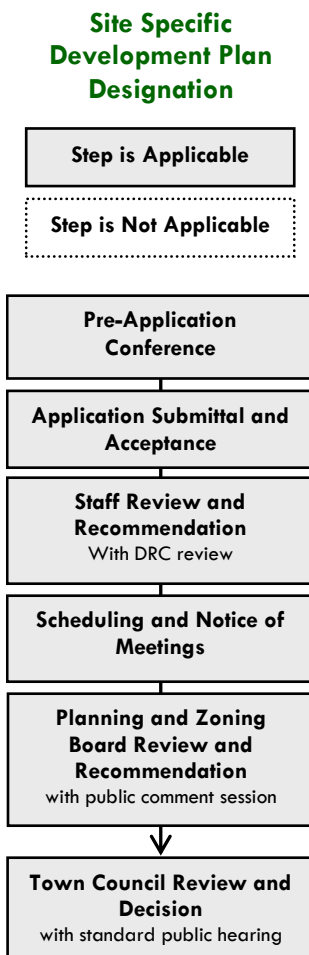 Site Specific
Development Plan
Designation
Step is Applicable
Step is Not Applicable
Pre-Application
Conference
Application Submittal and
Acceptance
Staff Review and
Recommendation
With DRC review
Scheduling and Notice of
Meetings
Planning and Zoning
Board Review and
Recommendation
with public comment session
Town Council Review and
Decision
with standard public hearing